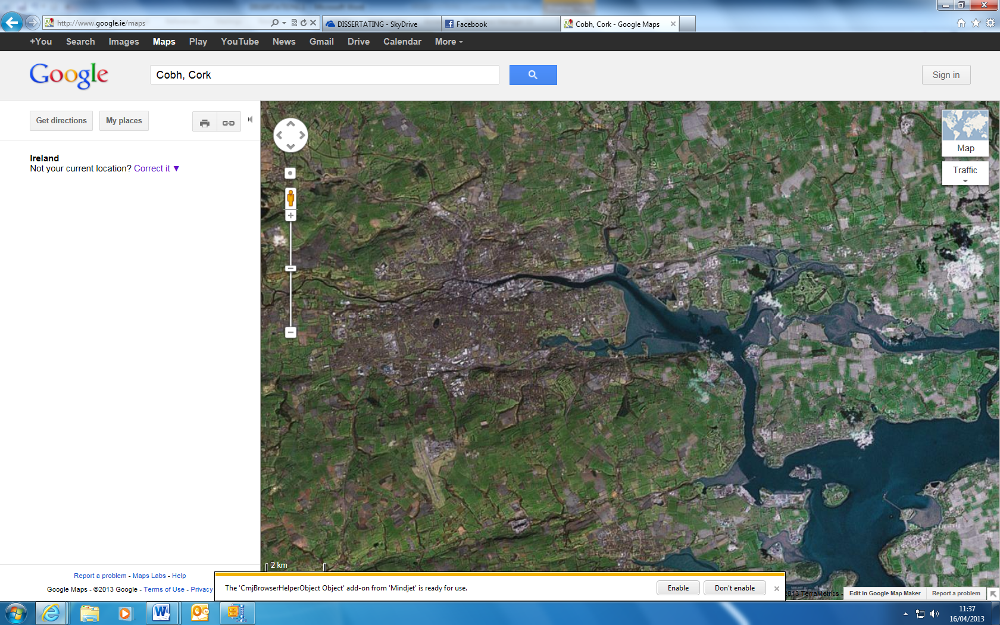 http://www.google.ie/maps
DISSERTATING - SkyDrive
Facebook
Cobh, Cork - Google Maps
+You Search Images Maps Play YouTube News Gmail Drive Calendar More
Google
Cobh, Cork
Sign in
Get directions
My places
Map
Traffic
Ireland
Not your current location? Correct it ▼
2 km
Report a problem - Maps Labs - Help
Google Maps - ©2013 Google - Terms of Use - Privacy
The 'CmjBrowserHelperObject Object' add-on from 'Mindjet' is ready for use.
Enable
Don't enable
2013 TerraMetrics -
Edit in Google Map Maker
Report a problem
11:37
16/04/2013